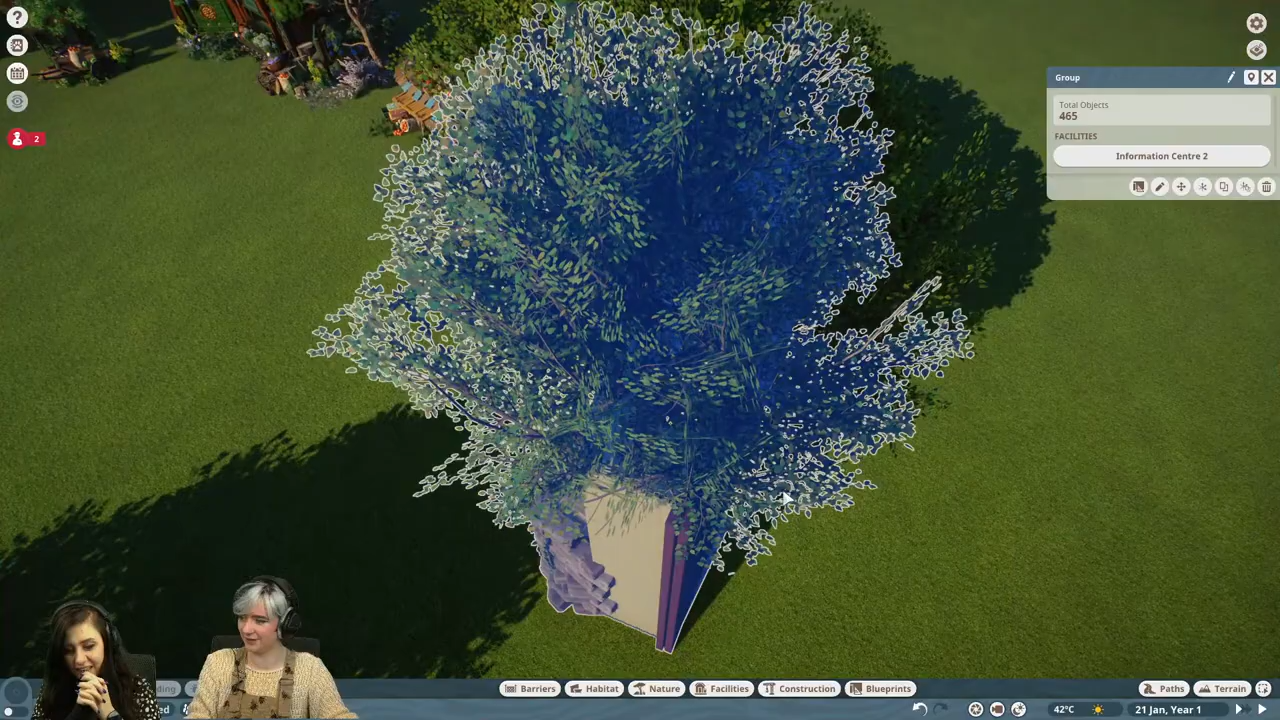 ?
Group
Total Objects
465
FACILITIES
Information Centre 2
2
Barriers
Habitat
Nature
Facilities
Construction
Blueprints
Paths
Terrain
42°C
21 Jan, Year 1